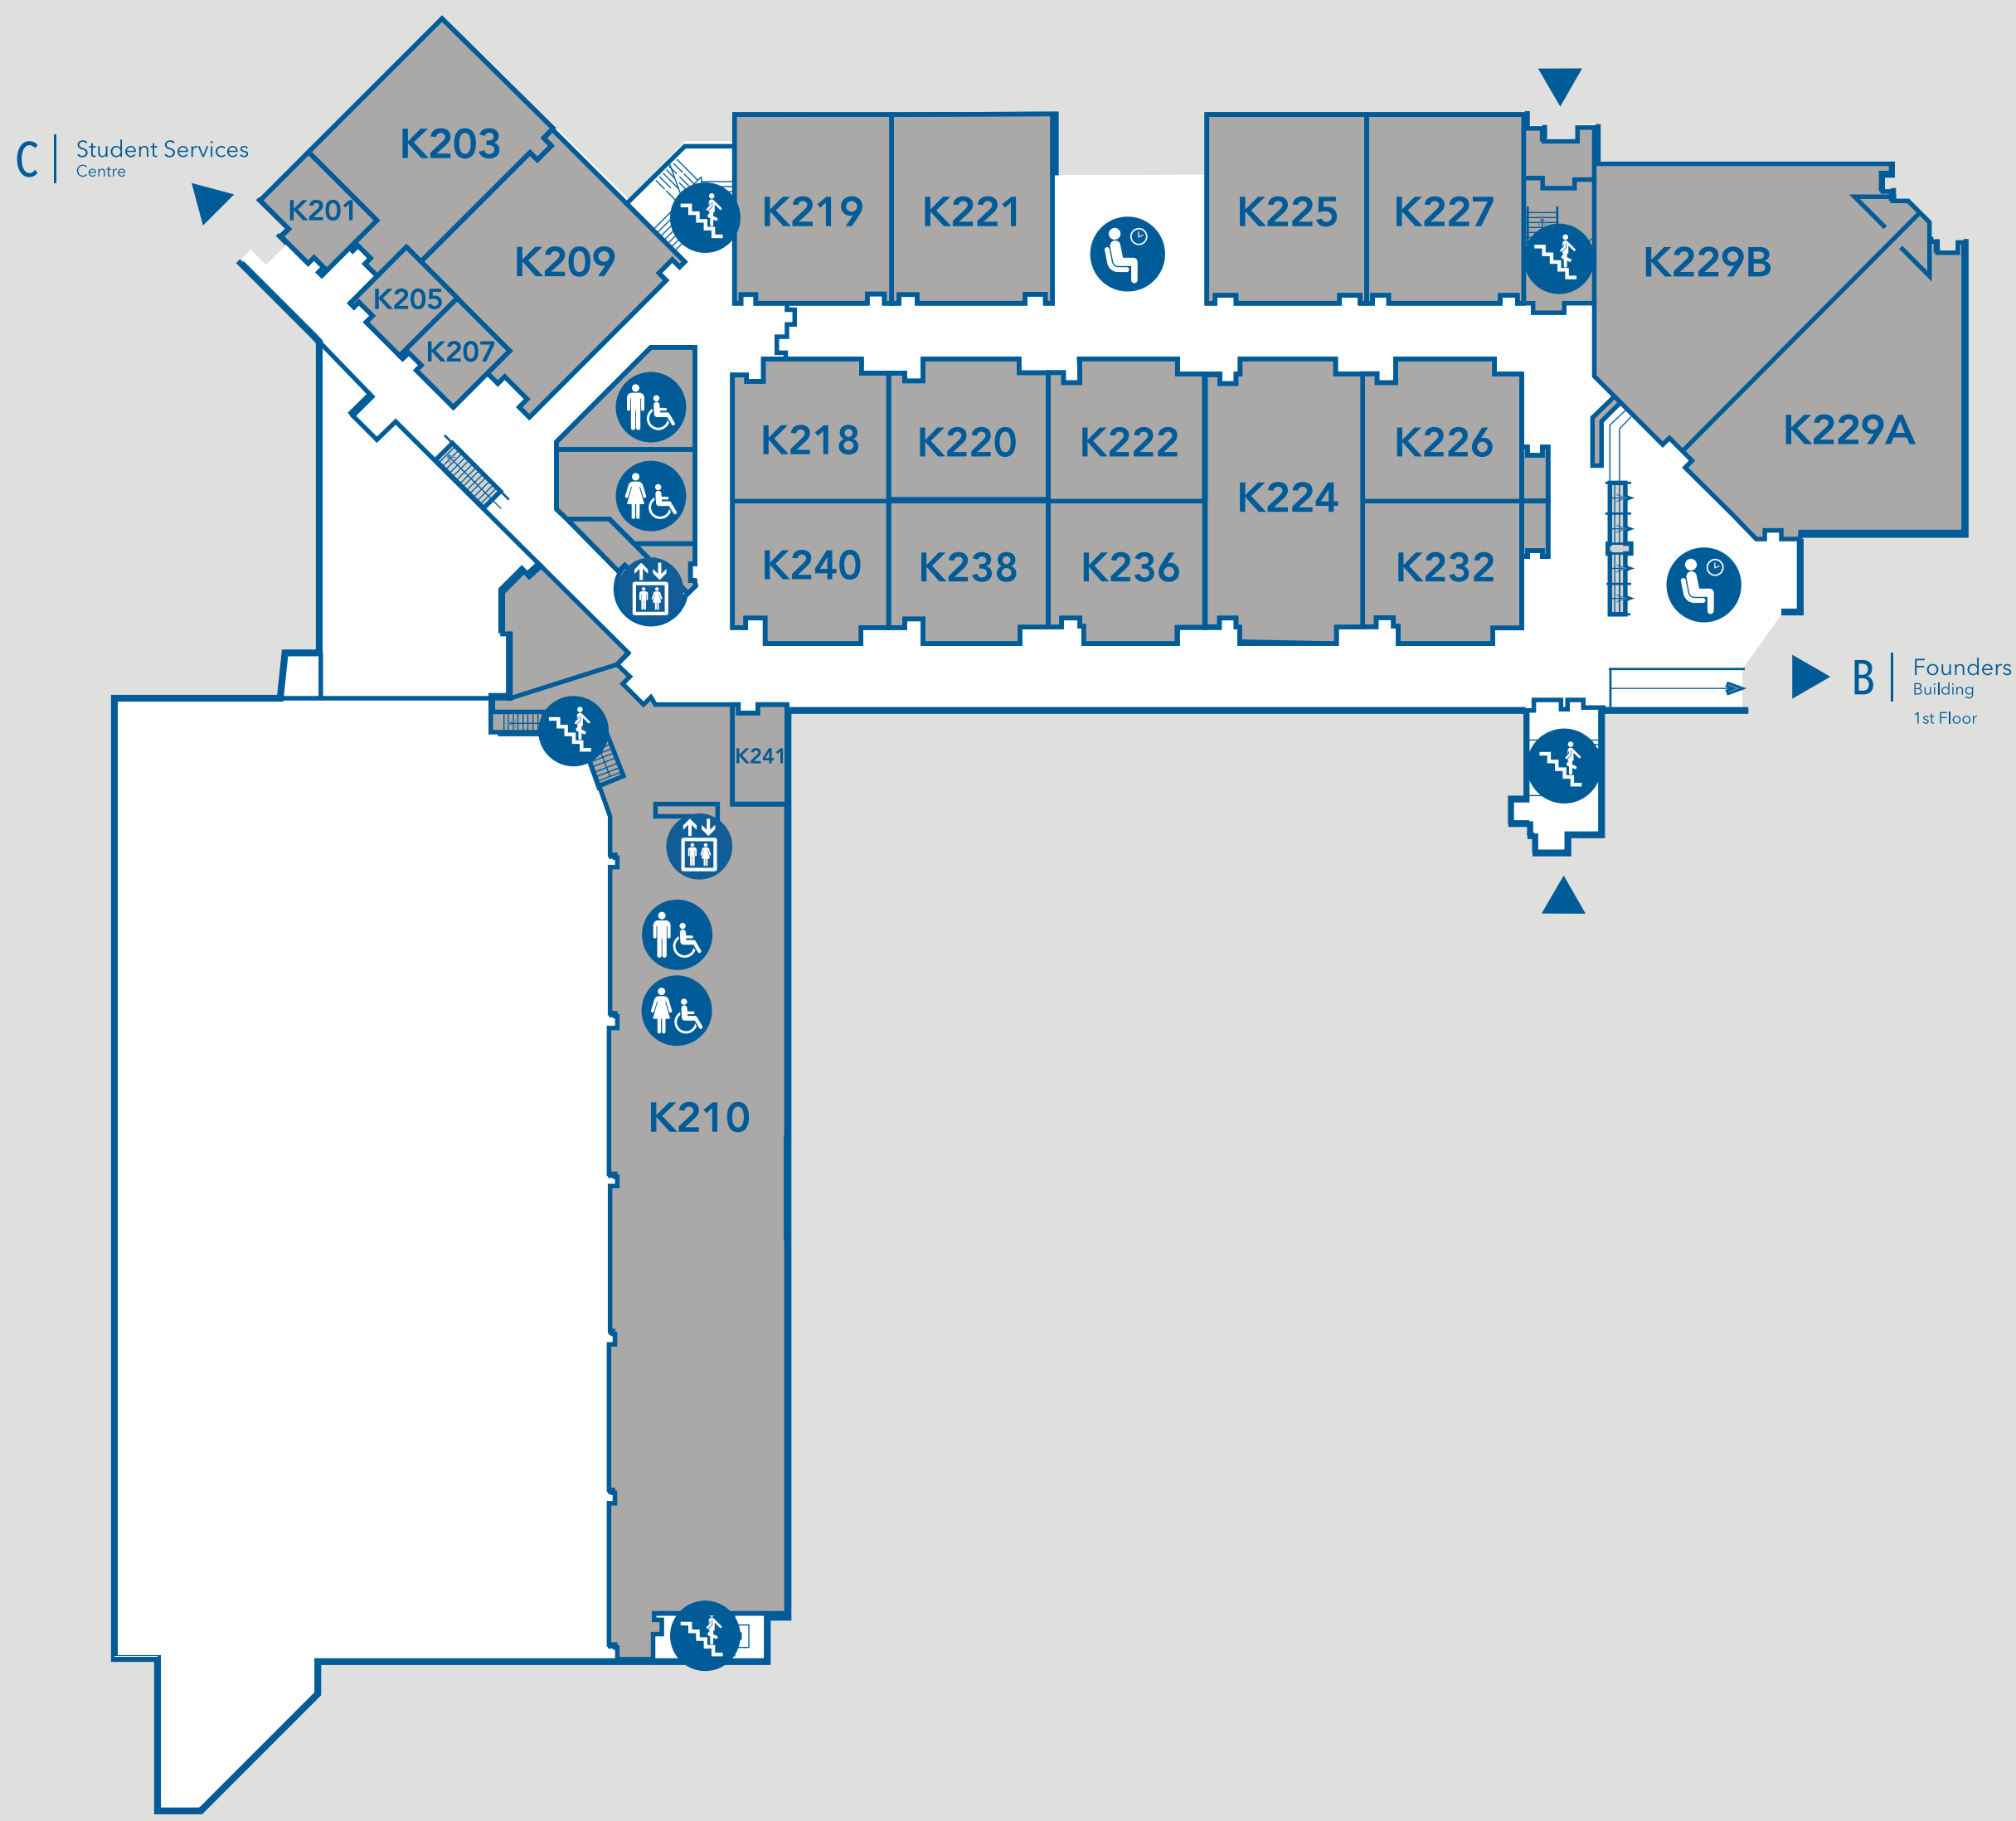 C
Student Services
Centre
K203
K201
K209
K205
K207
K219
K221
K225
K227
K229B
K229A
K218
K220
K222
K224
K226
K240
K238
K236
K232
B
Founders
Building
1st Floor
K241
K210